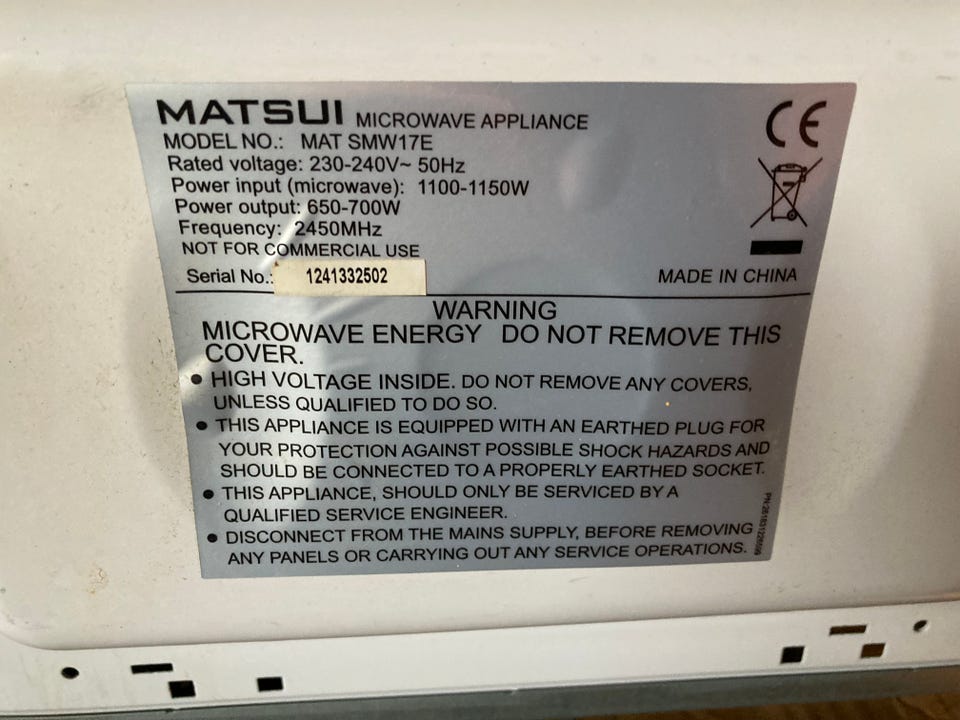 MATSUI MICROWAVE APPLIANCE
MODEL NO.: MAT SMW17E
Rated voltage: 230-240V~ 50Hz
Power input (microwave): 1100-1150W
Power output: 650-700W
Frequency: 2450MHz
NOT FOR COMMERCIAL USE
Serial No.: 1241332502
CE
MADE IN CHINA
WARNING
MICROWAVE ENERGY DO NOT REMOVE THIS
COVER.
• HIGH VOLTAGE INSIDE. DO NOT REMOVE ANY COVERS,
UNLESS QUALIFIED TO DO SO.
• THIS APPLIANCE IS EQUIPPED WITH AN EARTHED PLUG FOR
YOUR PROTECTION AGAINST POSSIBLE SHOCK HAZARDS AND
SHOULD BE CONNECTED TO A PROPERLY EARTHED SOCKET.
• THIS APPLIANCE, SHOULD ONLY BE SERVICED BY A
QUALIFIED SERVICE ENGINEER.
• DISCONNECT FROM THE MAINS SUPPLY, BEFORE REMOVING
ANY PANELS OR CARRYING OUT ANY SERVICE OPERATIONS.